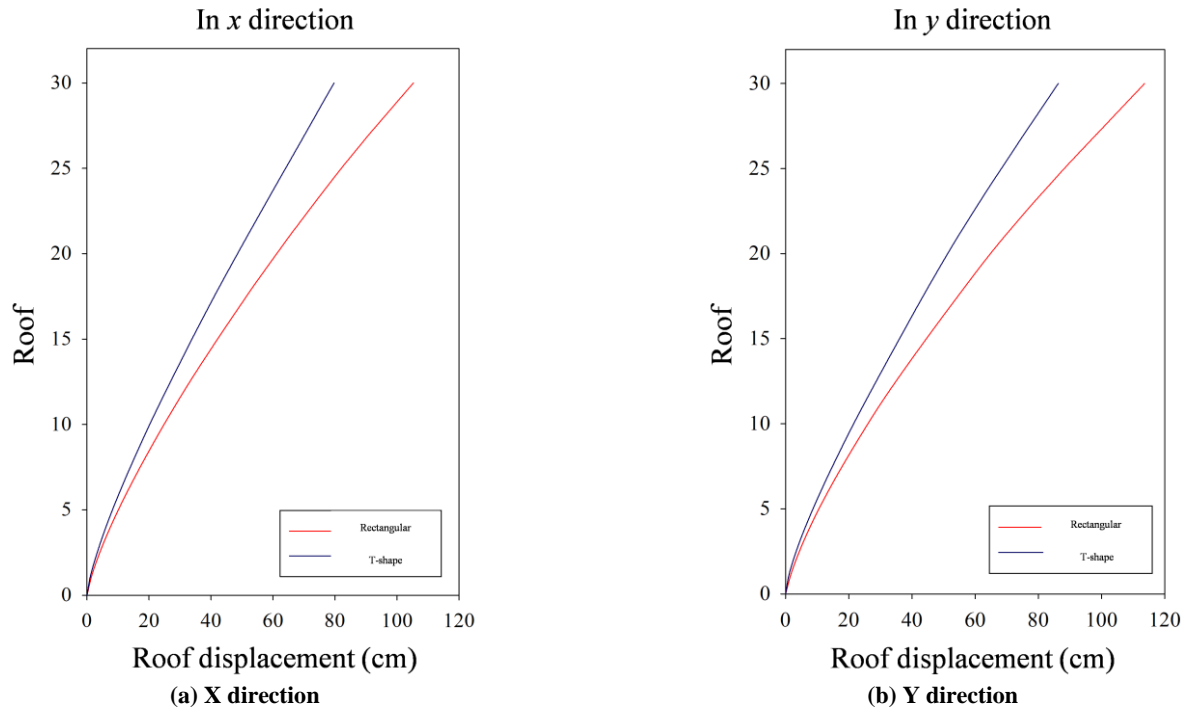 In x direction
30
25
20
15
10
5
0
Roof
Rectangular
T-shape
0 20 40 60 80 100 120
Roof displacement (cm)
(a) X direction
In y direction
30
25
20
15
10
5
0
Roof
Rectangular
T-shape
0 20 40 60 80 100 120
Roof displacement (cm)
(b) Y direction